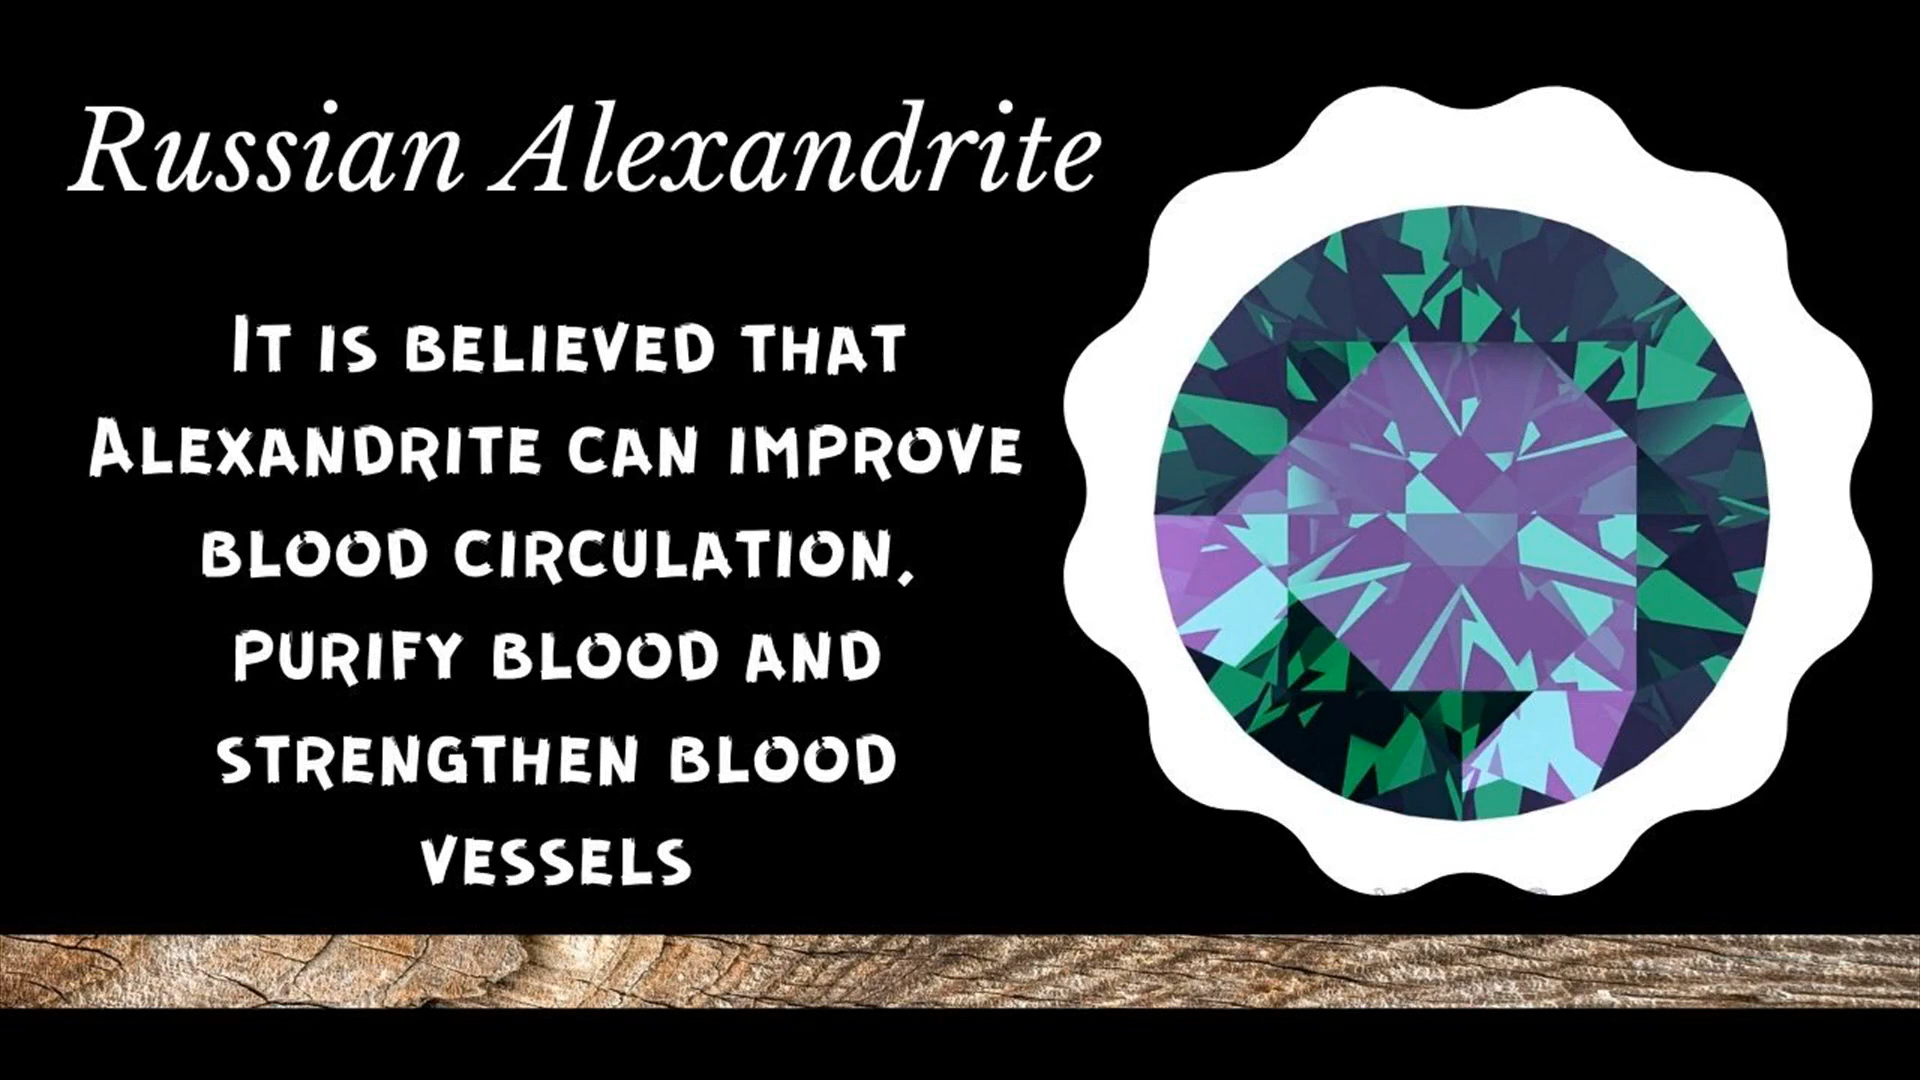 Russian Alexandrite
It is believed that
Alexandrite can improve
blood circulation,
purify blood and
strengthen blood
vessels